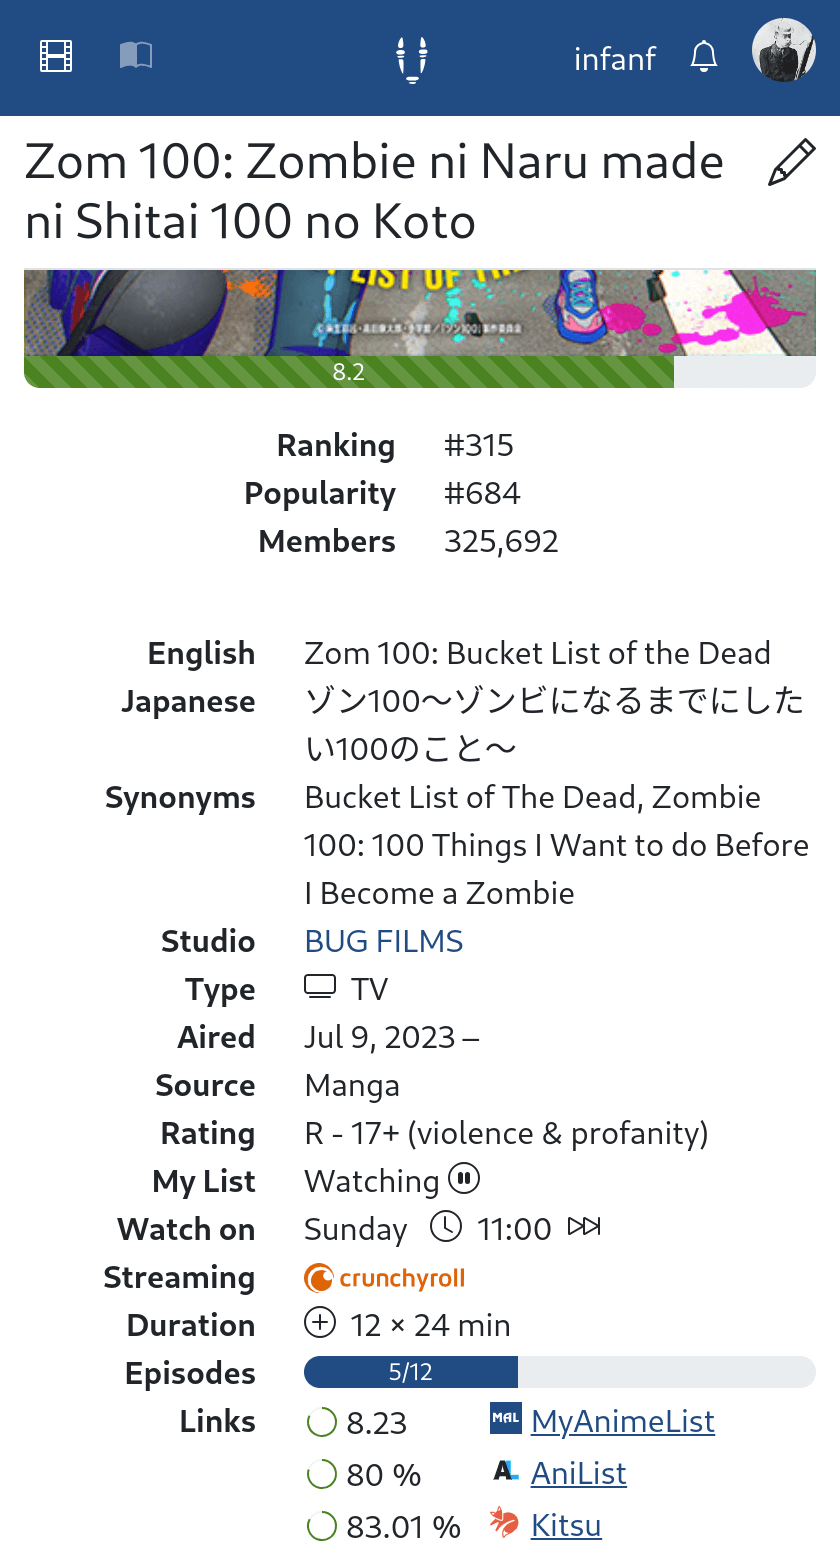 infanf
Zom 100: Zombie ni Naru made
ni Shitai 100 no Koto
LIST OF
8.2
Ranking #315
Popularity #684
Members 325,692
English Zom 100: Bucket List of the Dead
Japanese ゾン100〜ゾンビになるまでにした
い100のこと〜
Synonyms Bucket List of The Dead, Zombie
100: 100 Things I Want to do Before
I Become a Zombie
Studio BUG FILMS
Type TV
Aired Jul 9, 2023 –
Source Manga
Rating R - 17+ (violence & profanity)
My List Watching
Watch on Sunday 11:00
Streaming crunchyroll
Duration 12 × 24 min
Episodes 5/12
Links 8.23 MAL MyAnimeList
80 % AL AniList
83.01 % Kitsu